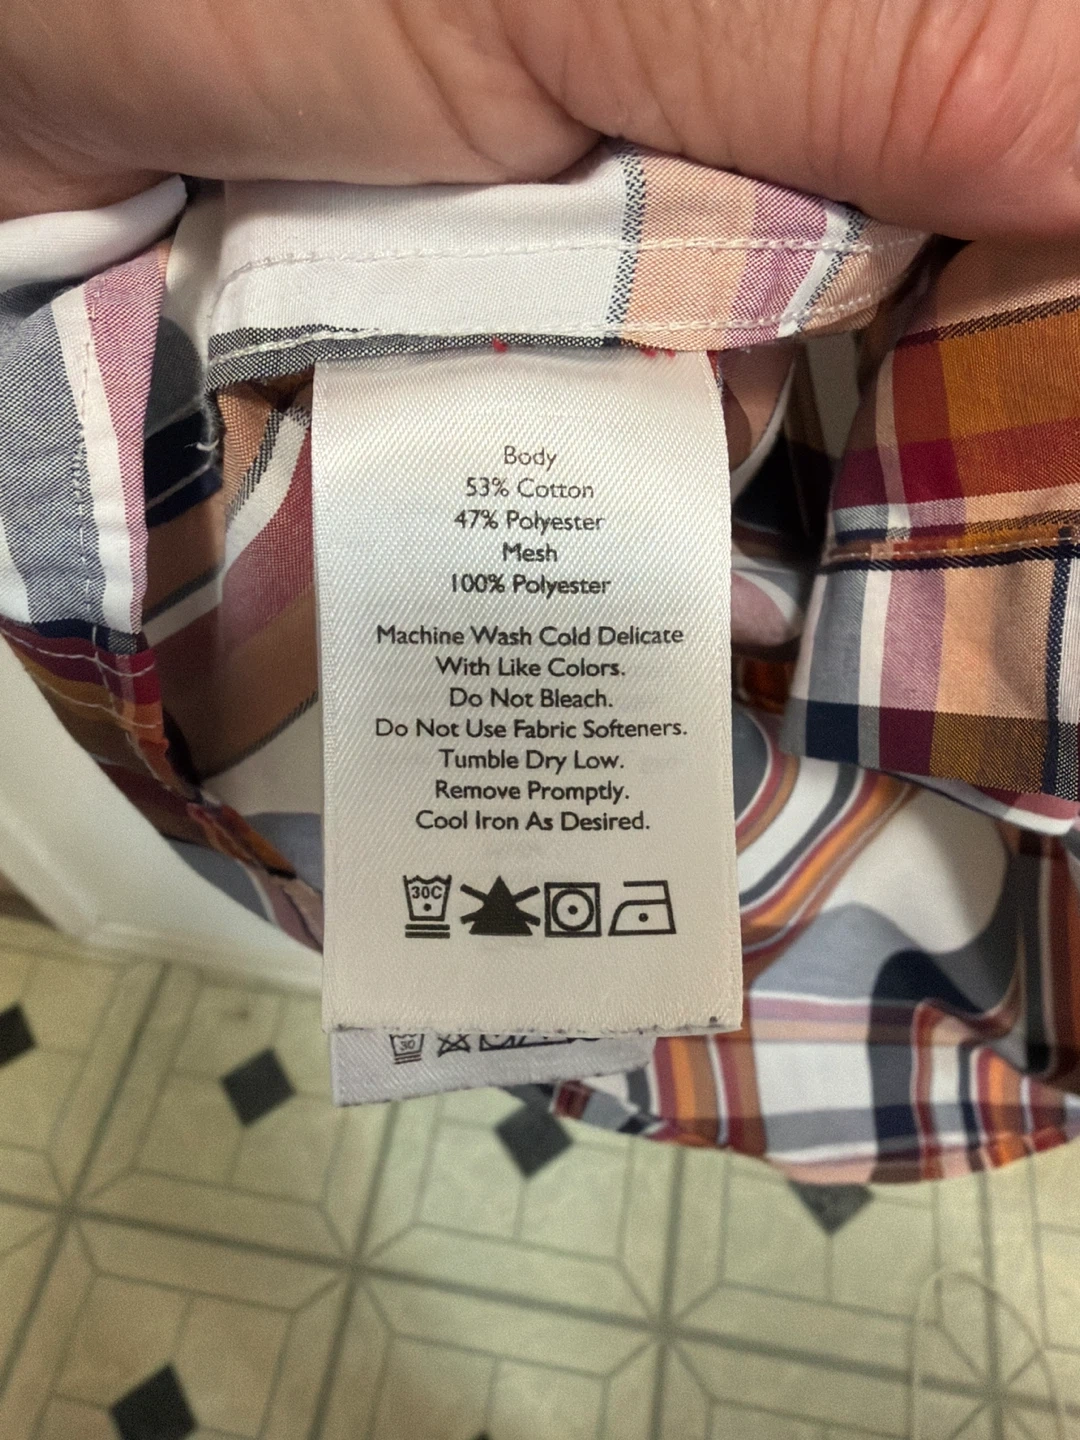 Body
53% Cotton
47% Polyester
Mesh
100% Polyester
Machine Wash Cold Delicate
With Like Colors.
Do Not Bleach.
Do Not Use Fabric Softeners.
Tumble Dry Low.
Remove Promptly.
Cool Iron As Desired.
30C
30